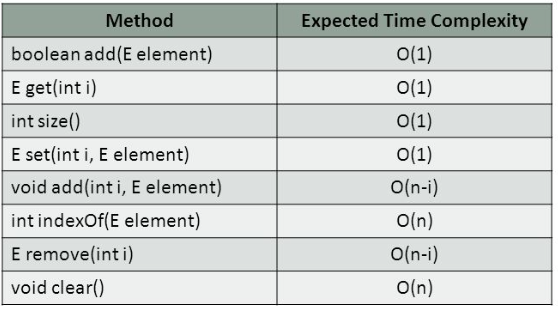 Method Expected Time Complexity
boolean add(E element) O(1)
E get(int i) O(1)
int size() O(1)
E set(int i, E element) O(1)
void add(int i, E element) O(n-i)
int indexOf(E element) O(n)
E remove(int i) O(n-i)
void clear() O(n)